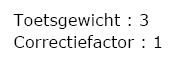 Toetsgewicht : 3
Correctiefactor : 1